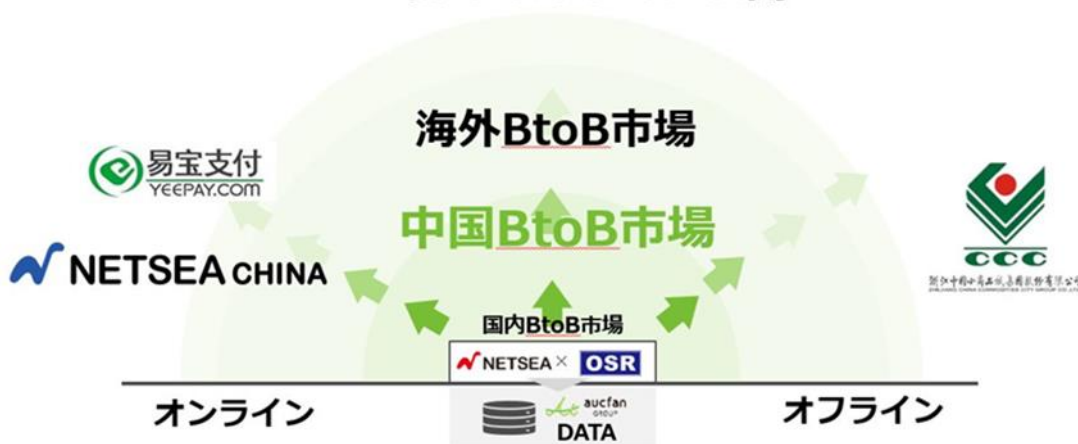 海外BtoB市場
易宝支付
YEEPAY.COM
中国BtoB市場
NETSEA CHINA
CCC
国内BtoB市場
NETSEA× OSR
オンライン
オフライン
aucfan
GROUP
DATA